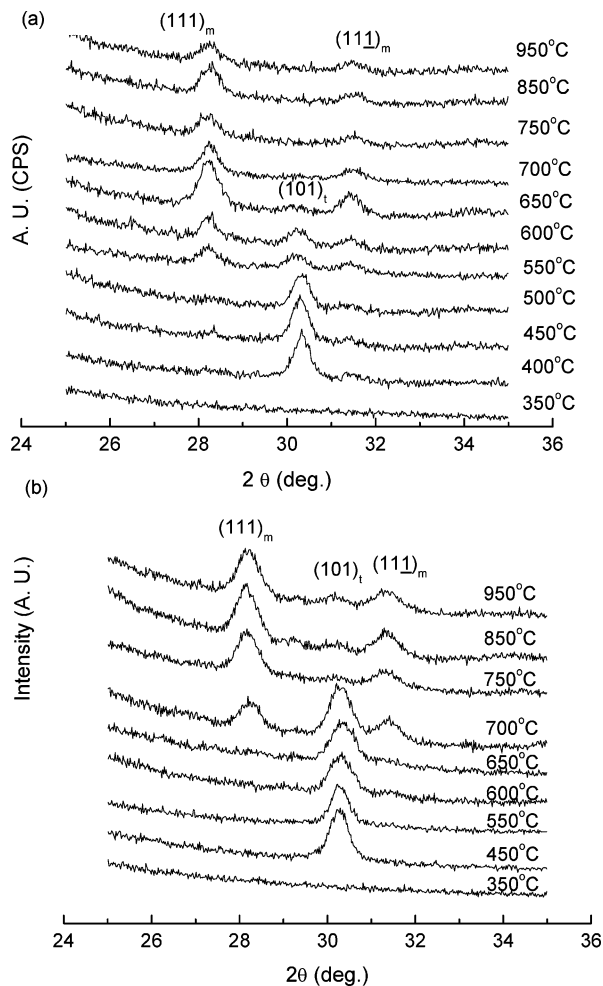 (a)
(111)m
(111)m
950°C
850°C
750°C
700°C
(101)t
650°C
600°C
550°C
500°C
450°C
400°C
350°C
A. U. (CPS)
24 26 28 30 32 34 36
2 θ (deg.)
(b)
(111)m
(101)t
(111)m
950°C
850°C
750°C
700°C
650°C
600°C
550°C
450°C
350°C
Intensity (A. U.)
24 26 28 30 32 34 36
2θ (deg.)